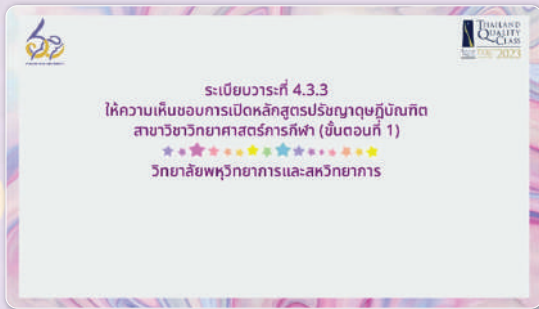 THAILAND
QUALITY
CLASS
2023
ระเบียบวาระที่ 4.3.3
ให้ความเห็นชอบการเปิดหลักสูตรปรัชญาดุษฎีบัณฑิต
สาขาวิชาวิทยาศาสตร์การกีฬา (ขั้นตอนที่ 1)
วิทยาลัยพหุวิทยาการและสหวิทยาการ